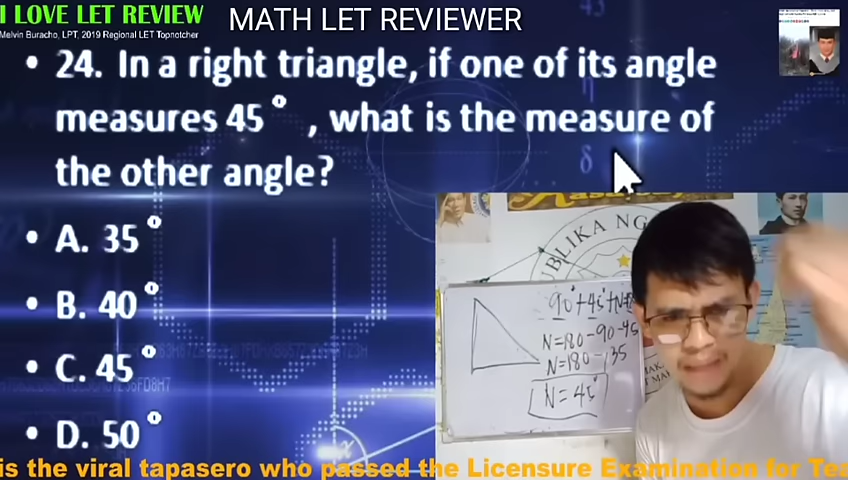 I LOVE LET REVIEW
MATH LET REVIEWER
Melvin Buracho, LPT, 2019 Regional LET Topnotcher
• 24. In a right triangle, if one of its angle
measures 45° , what is the measure of
the other angle?
• A. 35°
• B. 40°
• C. 45°
• D. 50°
UBLIKA NG
90° + 45° + N =
N = 180 - 90 - 45
N = 180 - 135
N = 45°
is the viral tapasero who passed the Licensure Examination for Tea